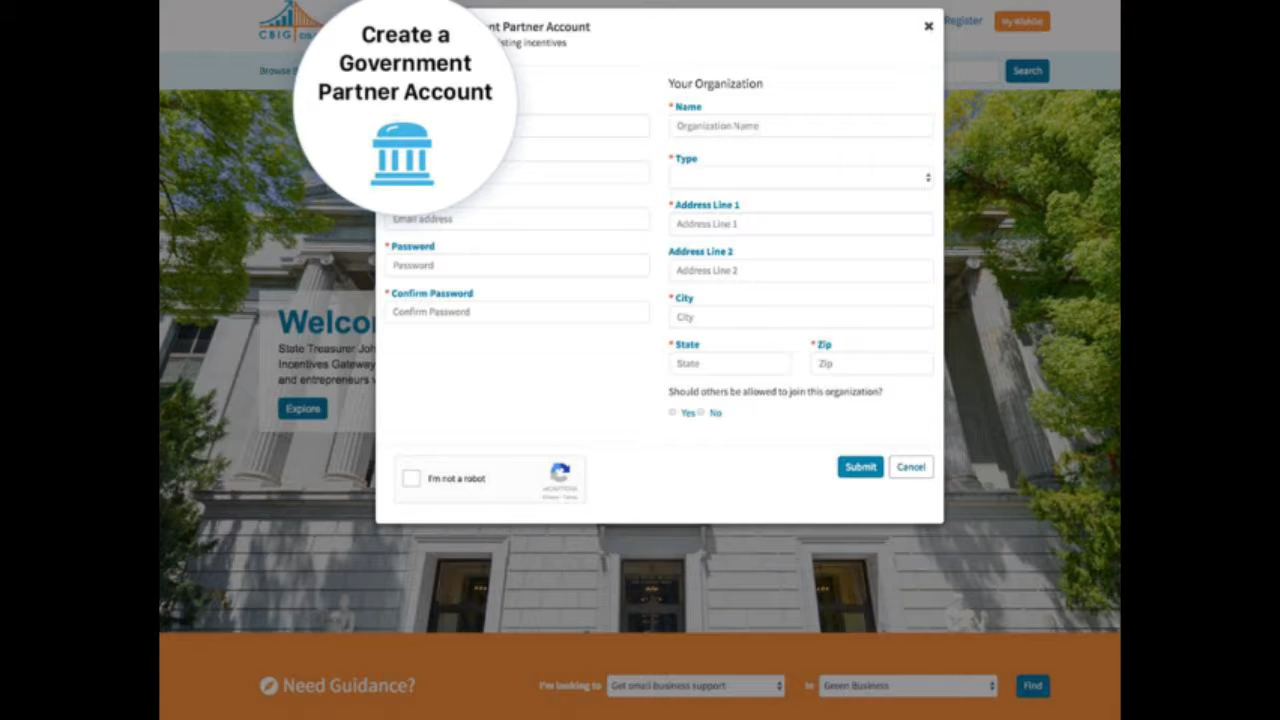 Create a
Government
Partner Account
nt Partner Account
isting incentives
Register
My Wishlist
CBIG
Browse B
Search
Your Organization
* Name
Organization Name
* Type
* Address Line 1
Address Line 1
Address Line 2
Address Line 2
* City
City
* State
* Zip
State
Zip
Should others be allowed to join this organization?
Yes No
Email address
* Password
Password
* Confirm Password
Confirm Password
Welco
State Treasurer Joh
Incentives Gateway
and entrepreneurs
Explore
I'm not a robot
reCAPTCHA
Submit
Cancel
Need Guidance?
I'm looking to
Get small business support
in
Green Business
Find